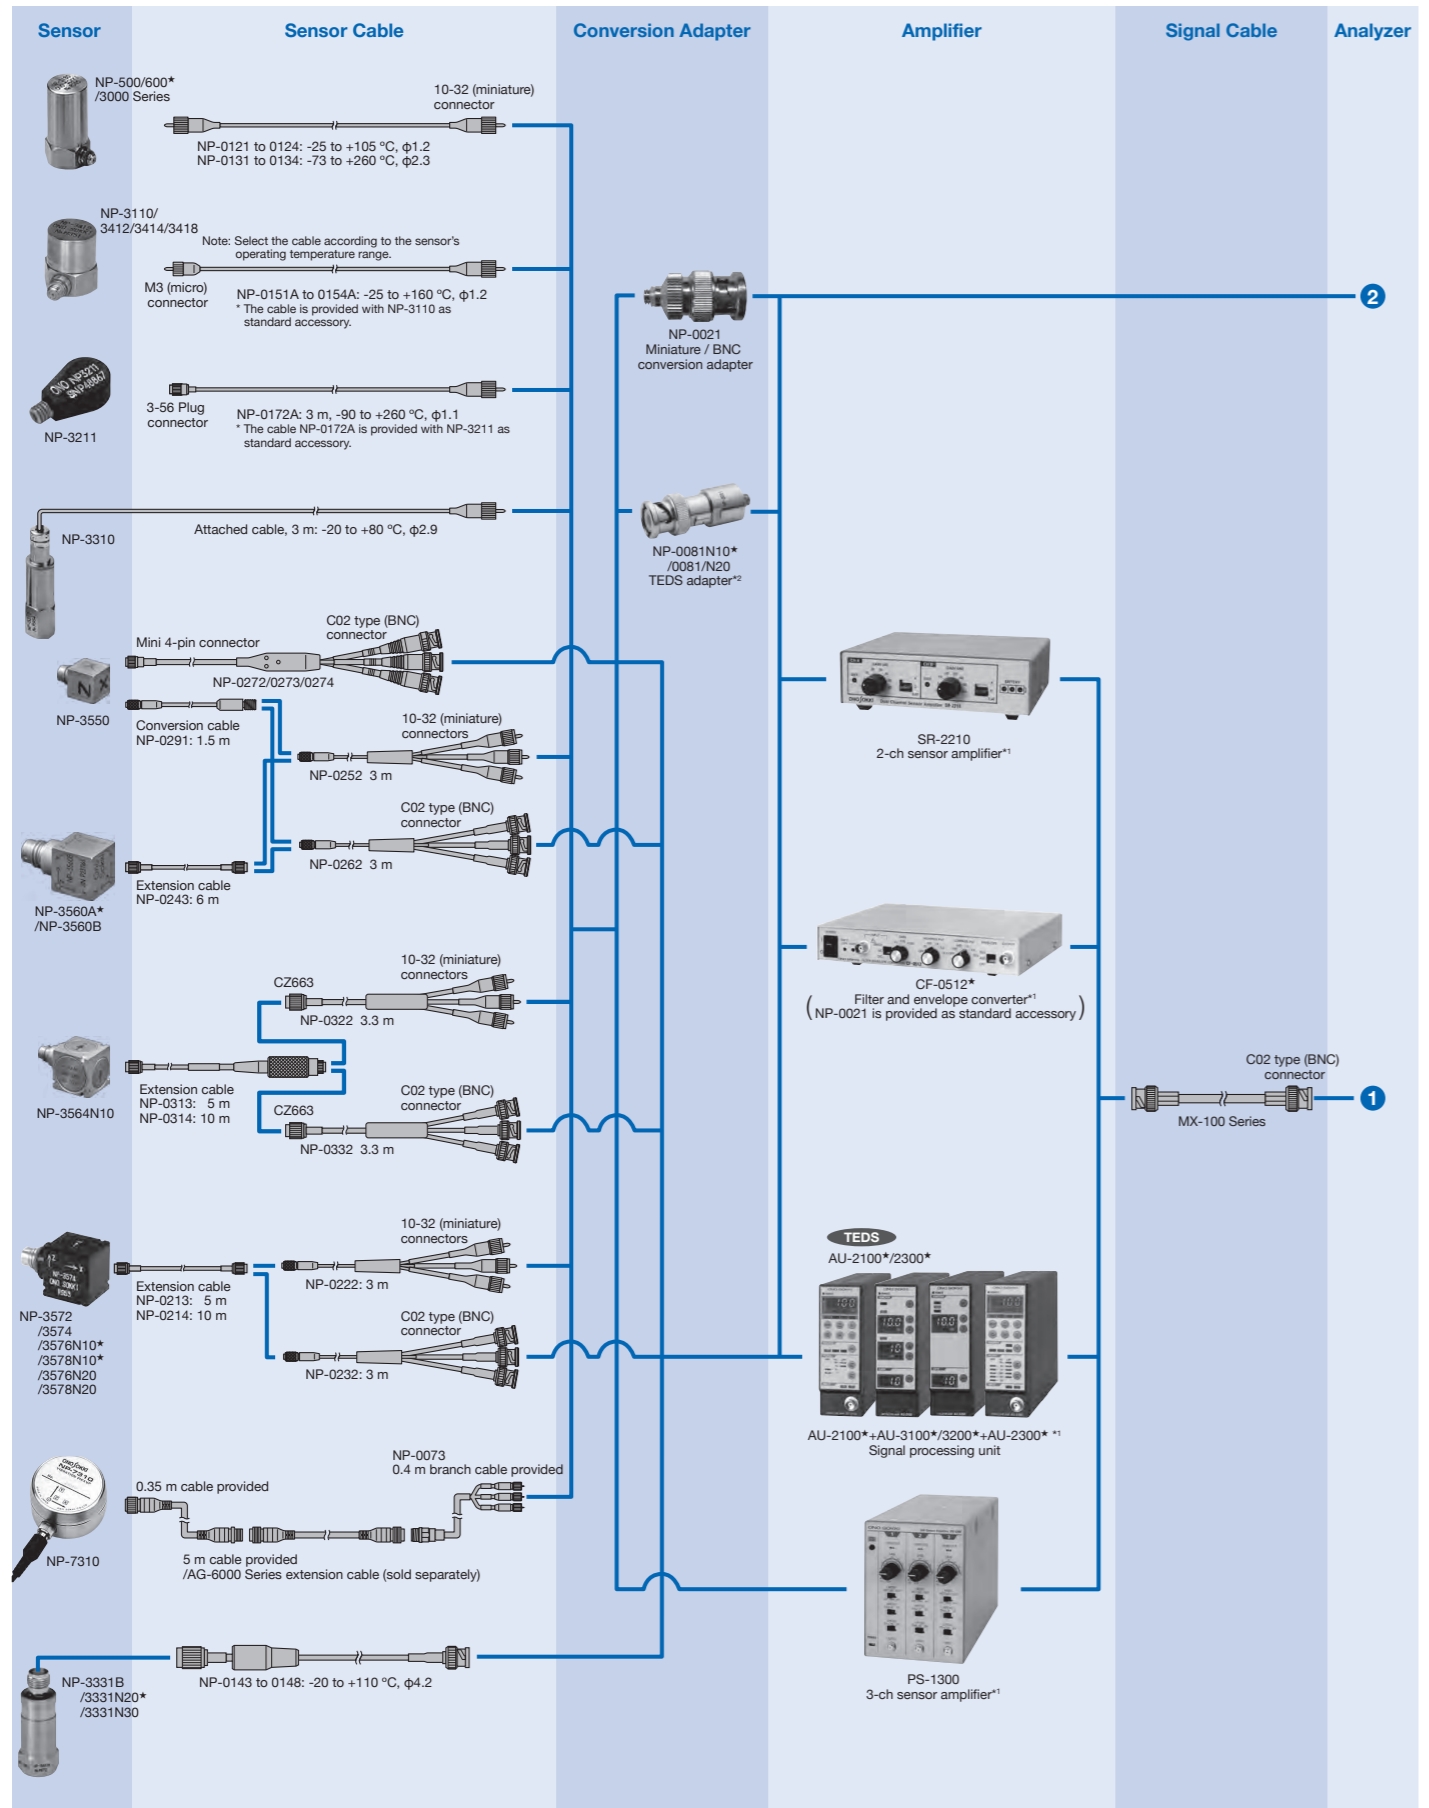 Sensor
Sensor Cable
Conversion Adapter
Amplifier
Signal Cable
Analyzer
NP-500/600★
/3000 Series
10-32 (miniature)
connector
NP-0121 to 0124: -25 to +105 ºC, φ1.2
NP-0131 to 0134: -73 to +260 ºC, φ2.3
NP-3110/
3412/3414/3418
Note: Select the cable according to the sensor's
operating temperature range.
M3 (micro)
connector
NP-0151A to 0154A: -25 to +160 ºC, φ1.2
* The cable is provided with NP-3110 as
standard accessory.
NP-0021
Miniature / BNC
conversion adapter
2
ONO NP3211
NP-3211
3-56 Plug
connector
NP-0172A: 3 m, -90 to +260 ºC, φ1.1
* The cable NP-0172A is provided with NP-3211 as
standard accessory.
NP-3310
Attached cable, 3 m: -20 to +80 ºC, φ2.9
NP-0081N10★
/0081/N20
TEDS adapter*2
Mini 4-pin connector
C02 type (BNC)
connector
NP-0272/0273/0274
Z X
NP-3550
Conversion cable
NP-0291: 1.5 m
10-32 (miniature)
connectors
NP-0252 3 m
SR-2210
2-ch sensor amplifier*1
C02 type (BNC)
connector
NP-0262 3 m
Extension cable
NP-0243: 6 m
NP-3560A★
/NP-3560B
CF-0512★
Filter and envelope converter*1
(NP-0021 is provided as standard accessory)
10-32 (miniature)
connectors
CZ663
NP-0322 3.3 m
NP-3564N10
Extension cable
NP-0313: 5 m
NP-0314: 10 m
C02 type (BNC)
connector
CZ663
NP-0332 3.3 m
C02 type (BNC)
connector
MX-100 Series
1
10-32 (miniature)
connectors
NP-3574
ONO SOKKI
Extension cable
NP-0213: 5 m
NP-0214: 10 m
NP-0222: 3 m
C02 type (BNC)
connector
NP-0232: 3 m
NP-3572
/3574
/3576N10★
/3578N10★
/3576N20
/3578N20
TEDS
AU-2100★/2300★
AU-2100★+AU-3100★/3200★+AU-2300★ *1
Signal processing unit
ONO SOKKI
NP-7310
NP-7310
0.35 m cable provided
NP-0073
0.4 m branch cable provided
5 m cable provided
/AG-6000 Series extension cable (sold separately)
PS-1300
3-ch sensor amplifier*1
NP-3331B
/3331N20★
/3331N30
NP-0143 to 0148: -20 to +110 ºC, φ4.2